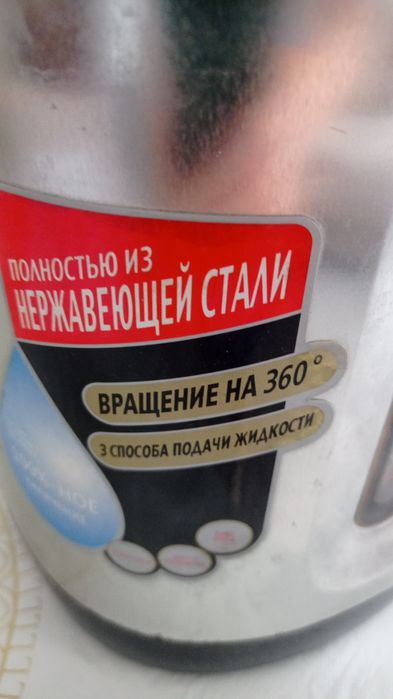 ПОЛНОСТЬЮ ИЗ
НЕРЖАВЕЮЩЕЙ СТАЛИ
ВРАЩЕНИЕ НА 360°
3 СПОСОБА ПОДАЧИ ЖИДКОСТИ